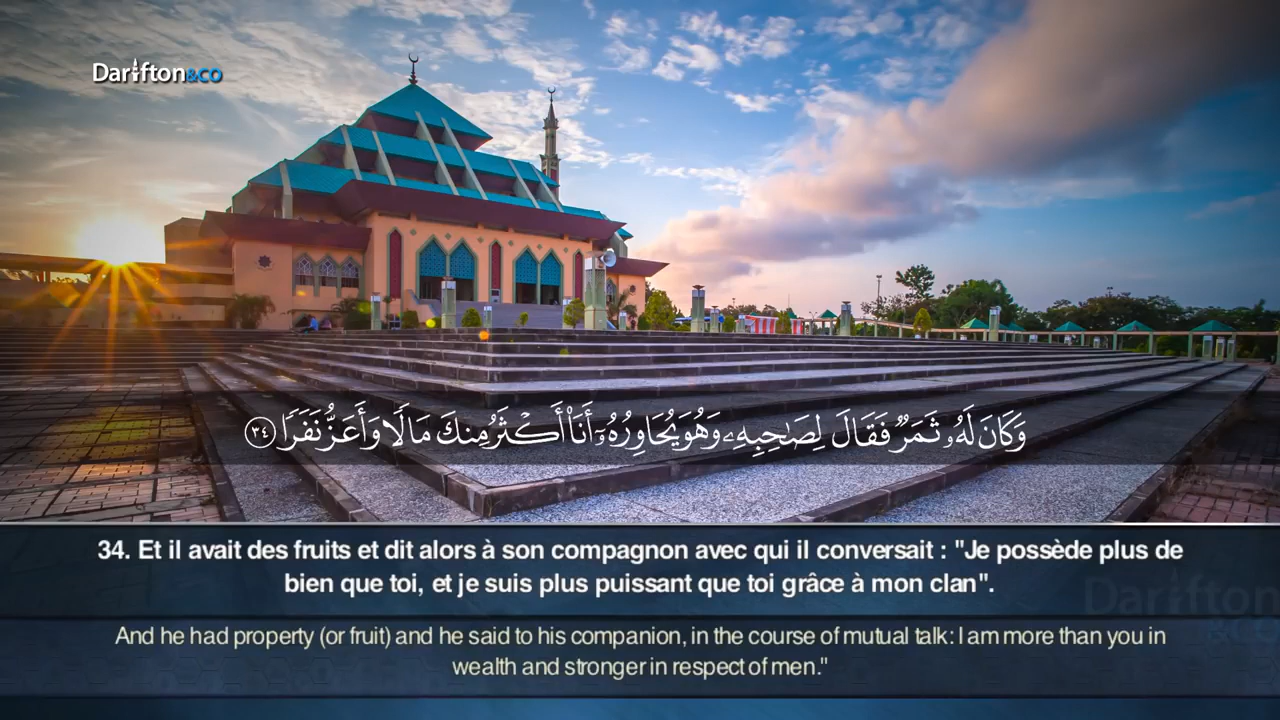 Darifton&co
وَكَانَ لَهُۥ ثَمَرٌ فَقَالَ لِصَٰحِبِهِۦ وَهُوَ يُحَاوِرُهُۥٓ أَنَا۠ أَكْثَرُ مِنكَ مَالًا وَأَعَزُّ نَفَرًا ٣٤
34. Et il avait des fruits et dit alors à son compagnon avec qui il conversait : "Je possède plus de
bien que toi, et je suis plus puissant que toi grâce à mon clan".
Darifton
And he had property (or fruit) and he said to his companion, in the course of mutual talk: I am more than you in
wealth and stronger in respect of men."